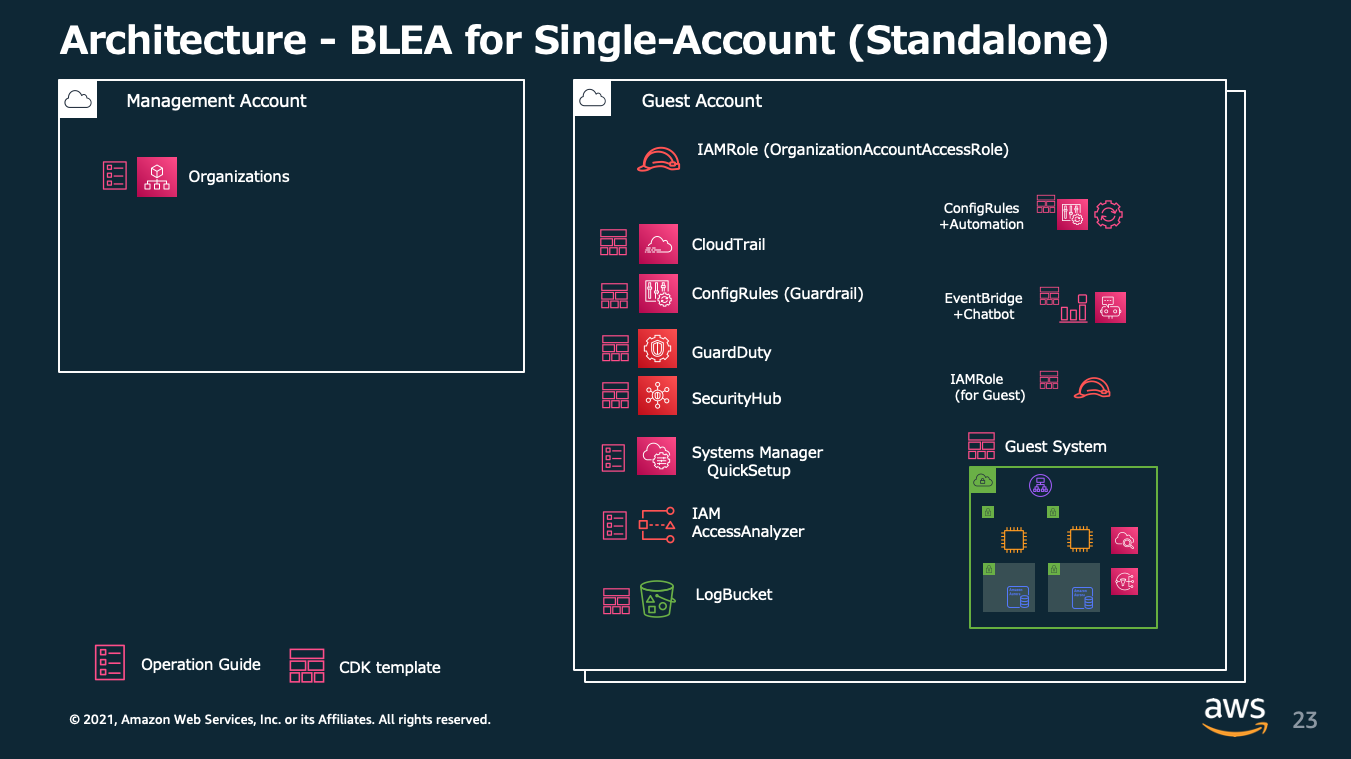 Architecture - BLEA for Single-Account (Standalone)
Management Account
Organizations
Guest Account
IAMRole (OrganizationAccountAccessRole)
CloudTrail
ConfigRules (Guardrail)
GuardDuty
SecurityHub
Systems Manager
QuickSetup
IAM
AccessAnalyzer
LogBucket
ConfigRules
+Automation
EventBridge
+Chatbot
IAMRole
(for Guest)
Guest System
Operation Guide
CDK template
© 2021, Amazon Web Services, Inc. or its Affiliates. All rights reserved.
aws
23